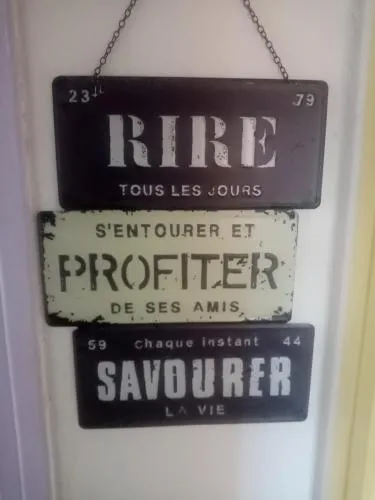 23 79
RIRE
TOUS LES JOURS
S'ENTOURER ET
PROFITER
DE SES AMIS
59 Chaque instant 44
SAVOURER
LA VIE